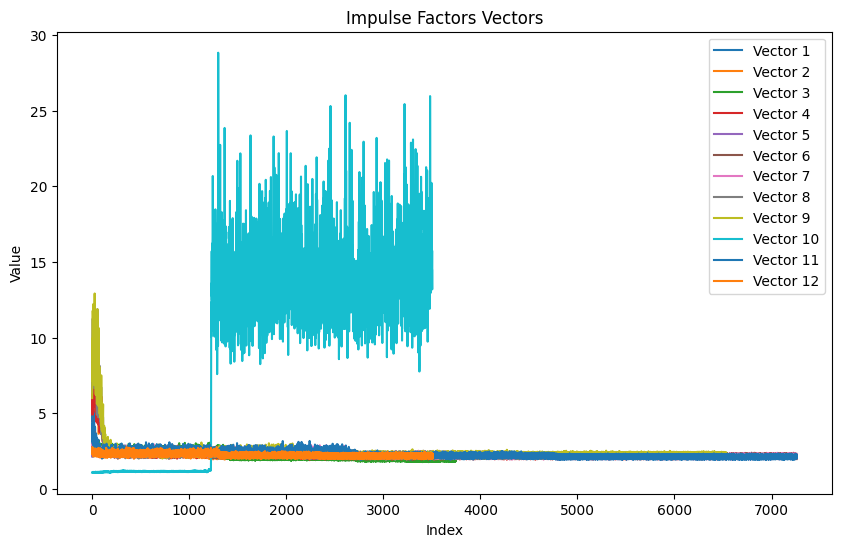 Impulse Factors Vectors
Value
30
25
20
15
10
5
0
0 1000 2000 3000 4000 5000 6000 7000
Index
Vector 1
Vector 2
Vector 3
Vector 4
Vector 5
Vector 6
Vector 7
Vector 8
Vector 9
Vector 10
Vector 11
Vector 12